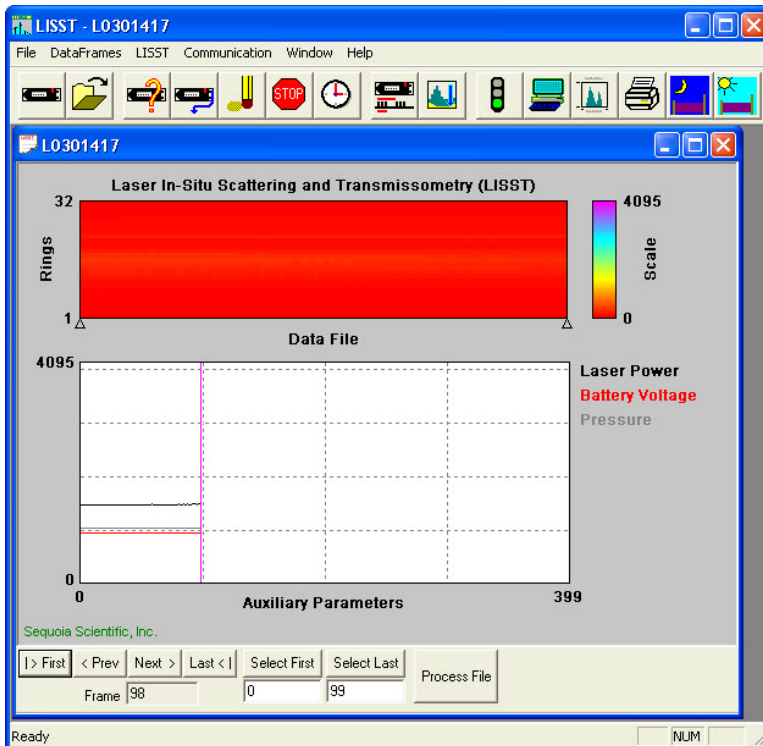 LISST - L0301417
File DataFrames LISST Communication Window Help
STOP
L0301417
Laser In-Situ Scattering and Transmissometry (LISST)
32
Rings
1
Data File
4095
Scale
0
4095
0
0
Auxiliary Parameters
399
Laser Power
Battery Voltage
Pressure
Sequoia Scientific, Inc.
|> First < Prev Next > Last <| Select First Select Last Process File
Frame 98 0 99
Ready NUM